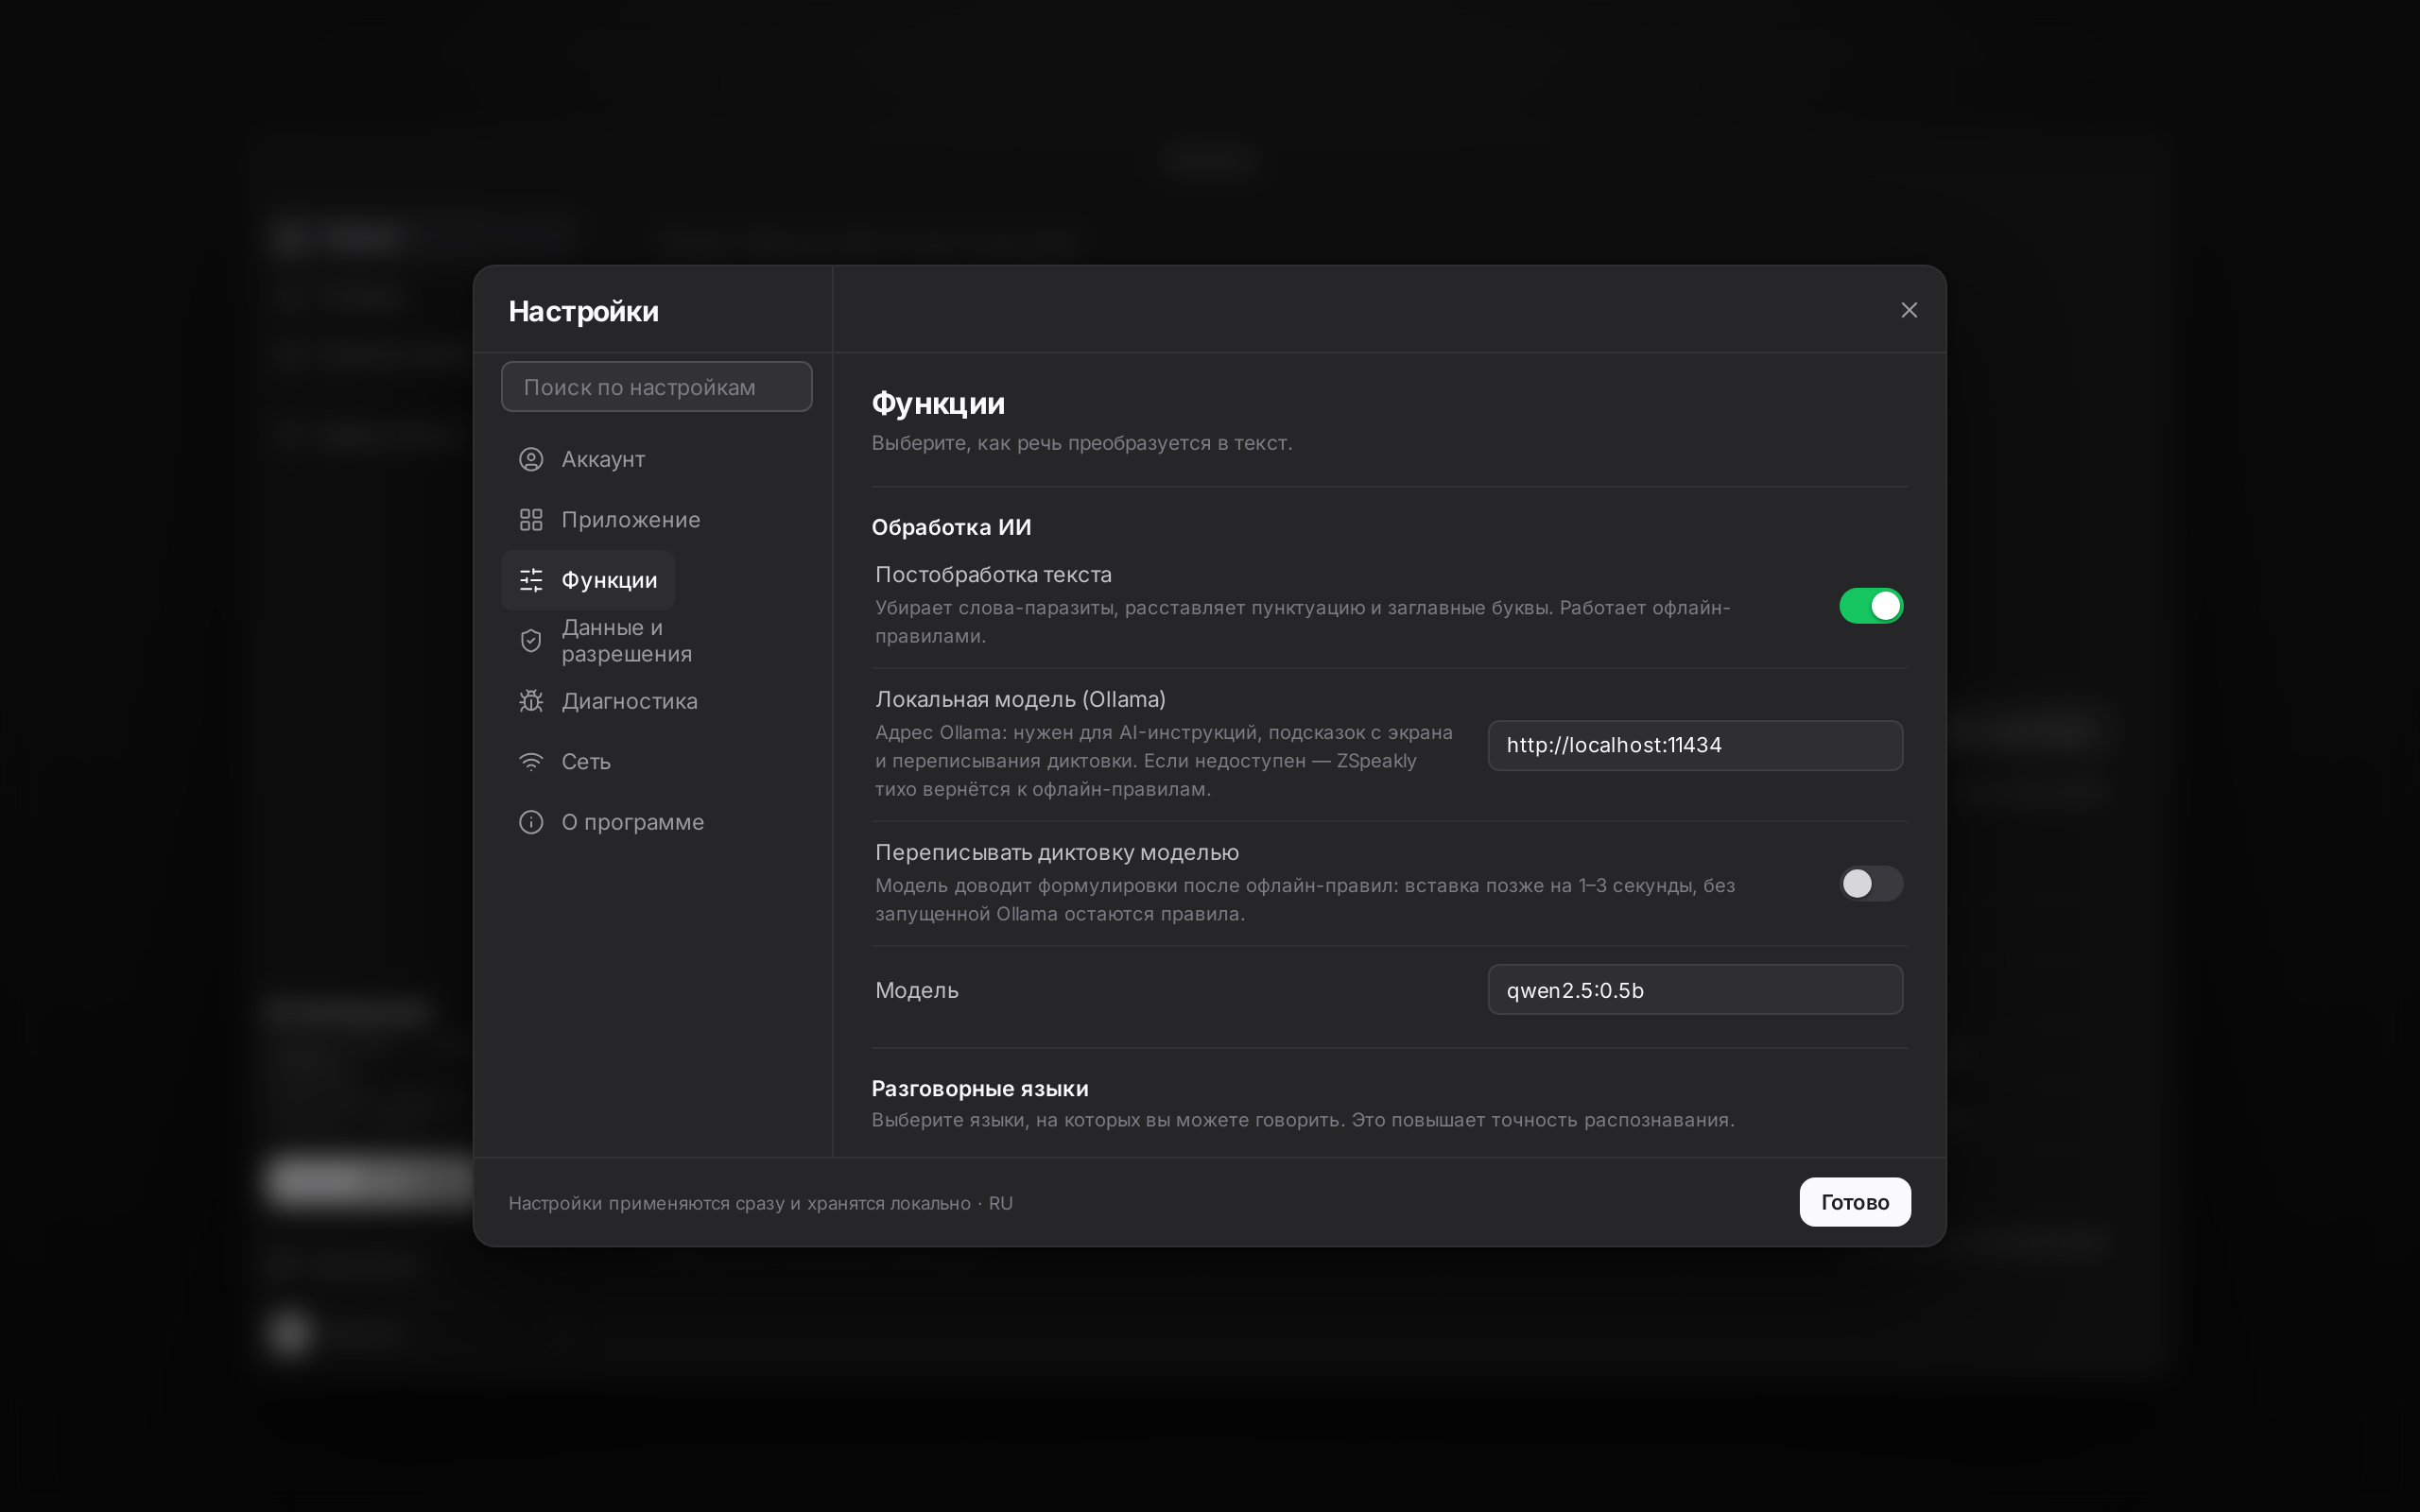 Настройки
Поиск по настройкам
Аккаунт
Приложение
Функции
Данные и
разрешения
Диагностика
Сеть
О программе
Функции
Выберите, как речь преобразуется в текст.
Обработка ИИ
Постобработка текста
Убирает слова-паразиты, расставляет пунктуацию и заглавные буквы. Работает офлайн-
правилами.
Локальная модель (Ollama)
Адрес Ollama: нужен для AI-инструкций, подсказок с экрана
и переписывания диктовки. Если недоступен — ZSpeakly
тихо вернётся к офлайн-правилам.
http://localhost:11434
Переписывать диктовку моделью
Модель доводит формулировки после офлайн-правил: вставка позже на 1–3 секунды, без
запущенной Ollama остаются правила.
Модель
qwen2.5:0.5b
Разговорные языки
Выберите языки, на которых вы можете говорить. Это повышает точность распознавания.
Настройки применяются сразу и хранятся локально · RU
Готово